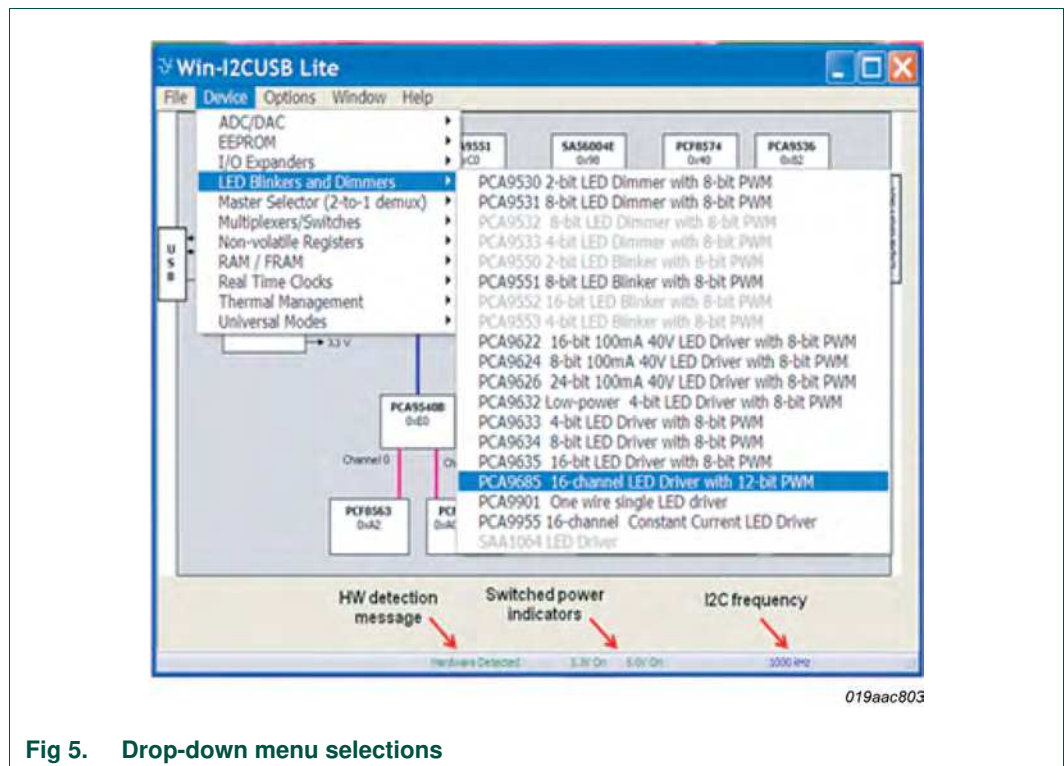 Win-I2CUSB Lite
File Device Options Window Help
ADC/DAC
EEPROM
I/O Expanders
LED Blinkers and Dimmers
Master Selector (2-to-1 demux)
Multiplexers/Switches
Non-volatile Registers
RAM / FRAM
Real Time Clocks
Thermal Management
Universal Modes
SA56004E
0x98
PCF8574
0x40
PCA9536
0x82
PCA9530 2-bit LED Dimmer with 8-bit PWM
PCA9531 8-bit LED Dimmer with 8-bit PWM
PCA9532 8-bit LED Dimmer with 8-bit PWM
PCA9533 4-bit LED Dimmer with 8-bit PWM
PCA9550 2-bit LED Blinker with 8-bit PWM
PCA9551 8-bit LED Blinker with 8-bit PWM
PCA9552 16-bit LED Blinker with 8-bit PWM
PCA9553 4-bit LED Blinker with 8-bit PWM
PCA9622 16-bit 100mA 40V LED Driver with 8-bit PWM
PCA9624 8-bit 100mA 40V LED Driver with 8-bit PWM
PCA9626 24-bit 100mA 40V LED Driver with 8-bit PWM
PCA9632 Low-power 4-bit LED Driver with 8-bit PWM
PCA9633 4-bit LED Driver with 8-bit PWM
PCA9634 8-bit LED Driver with 8-bit PWM
PCA9635 16-bit LED Driver with 8-bit PWM
PCA9685 16-channel LED Driver with 12-bit PWM
PCA9901 One wire single LED driver
PCA9955 16-channel Constant Current LED Driver
SAA1064 LED Driver
USB
3.3 V
PCA9540B
0xE0
Channel 0
PCF8563
0xA2
HW detection
message
Switched power
indicators
I2C frequency
Hardware Detected 3.3V On 5.0V On 1000 kHz
019aac803
Fig 5. Drop-down menu selections